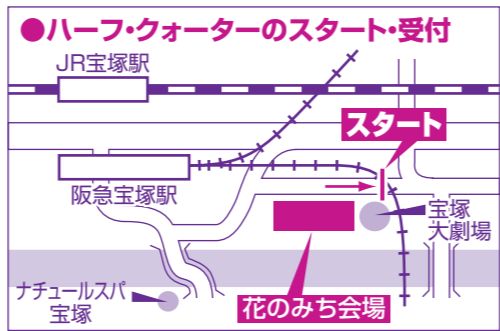 ●ハーフ・クォーターのスタート・受付
JR宝塚駅
スタート
阪急宝塚駅
宝塚
大劇場
ナチュールスパ
宝塚
花のみち会場